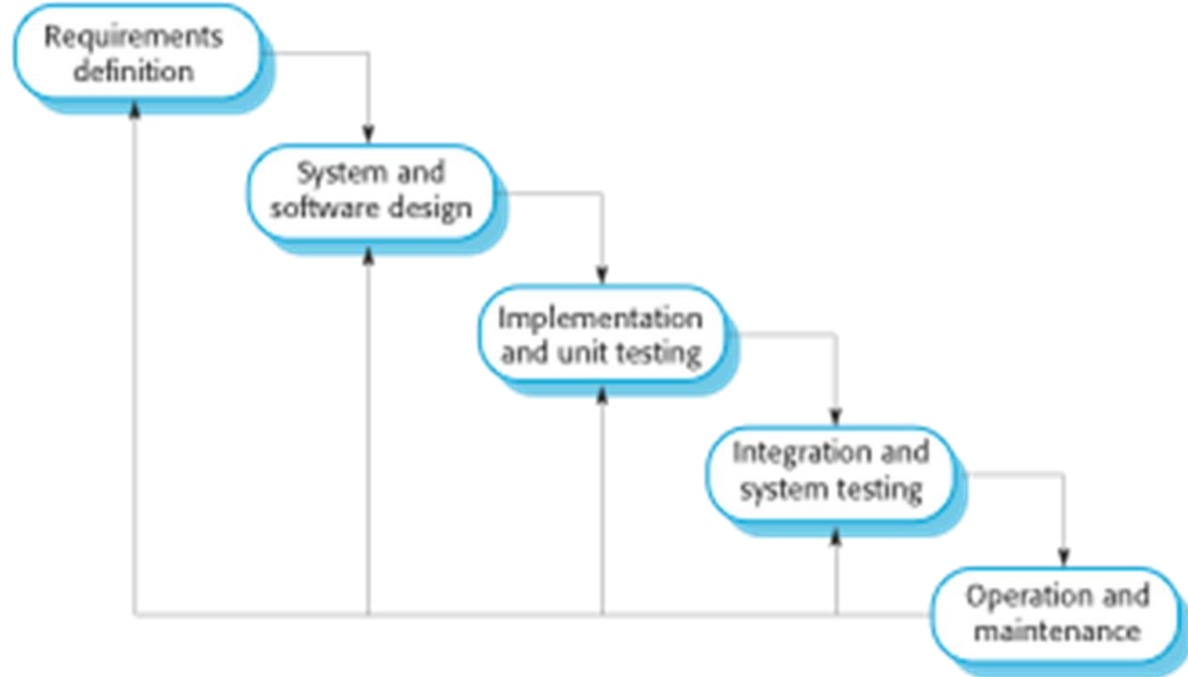 Requirements
definition
System and
software design
Implementation
and unit testing
Integration and
system testing
Operation and
maintenance